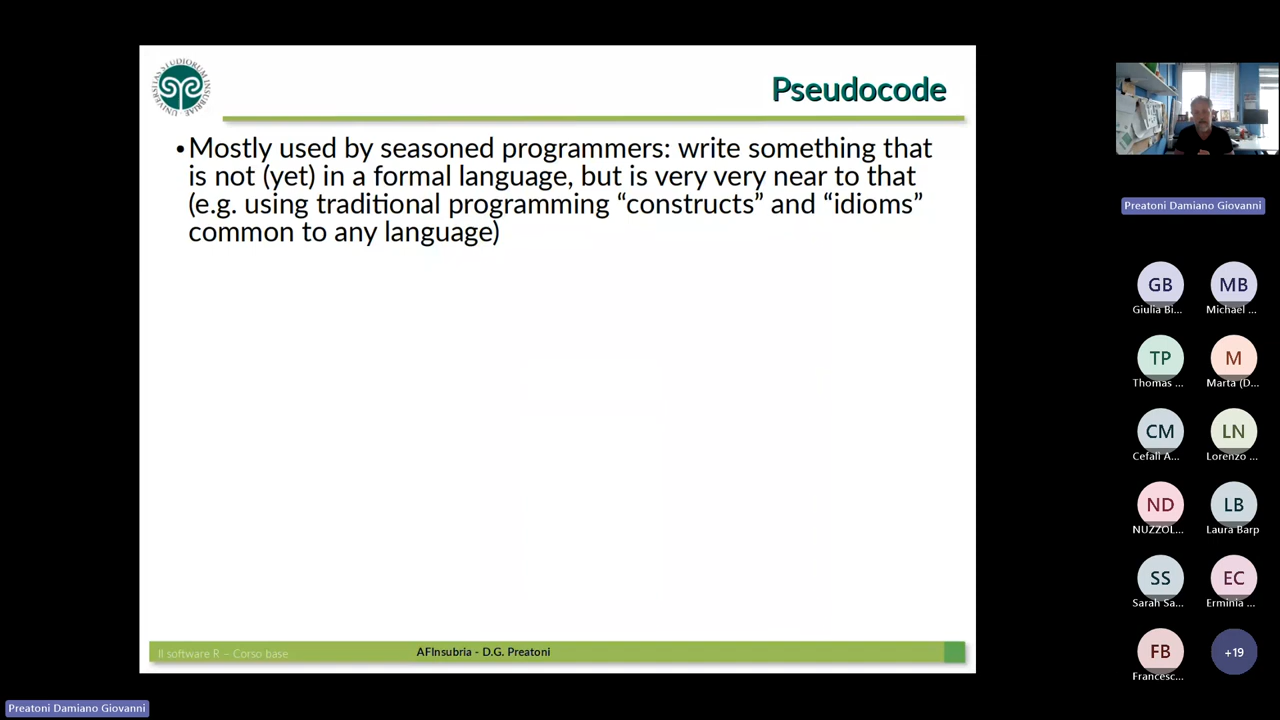 Pseudocode
•Mostly used by seasoned programmers: write something that
is not (yet) in a formal language, but is very very near to that
(e.g. using traditional programming “constructs” and “idioms”
common to any language)
Il software R – Corso base
AFInsubria - D.G. Preatoni
Preatoni Damiano Giovanni
GB
MB
Giulia Bi...
Michael ...
TP
M
Thomas ...
Marta (D...
CM
LN
Cefalì A...
Lorenzo ...
ND
LB
NUZZOL...
Laura Barp
SS
EC
Sarah Sa...
Erminia ...
FB
+19
Francesc...
Preatoni Damiano Giovanni